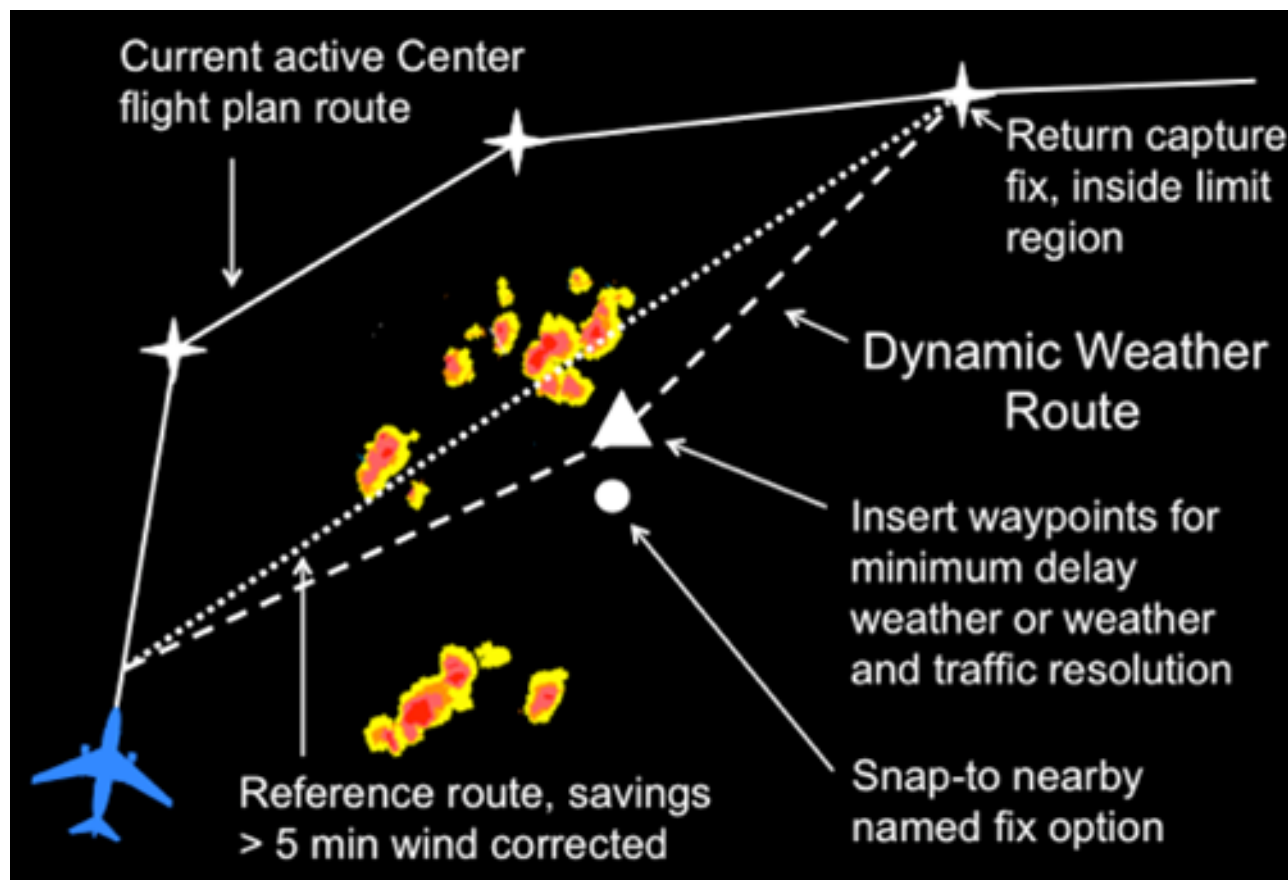 Current active Center
flight plan route
Return capture
fix, inside limit
region
Dynamic Weather
Route
Insert waypoints for
minimum delay
weather or weather
and traffic resolution
Reference route, savings
> 5 min wind corrected
Snap-to nearby
named fix option